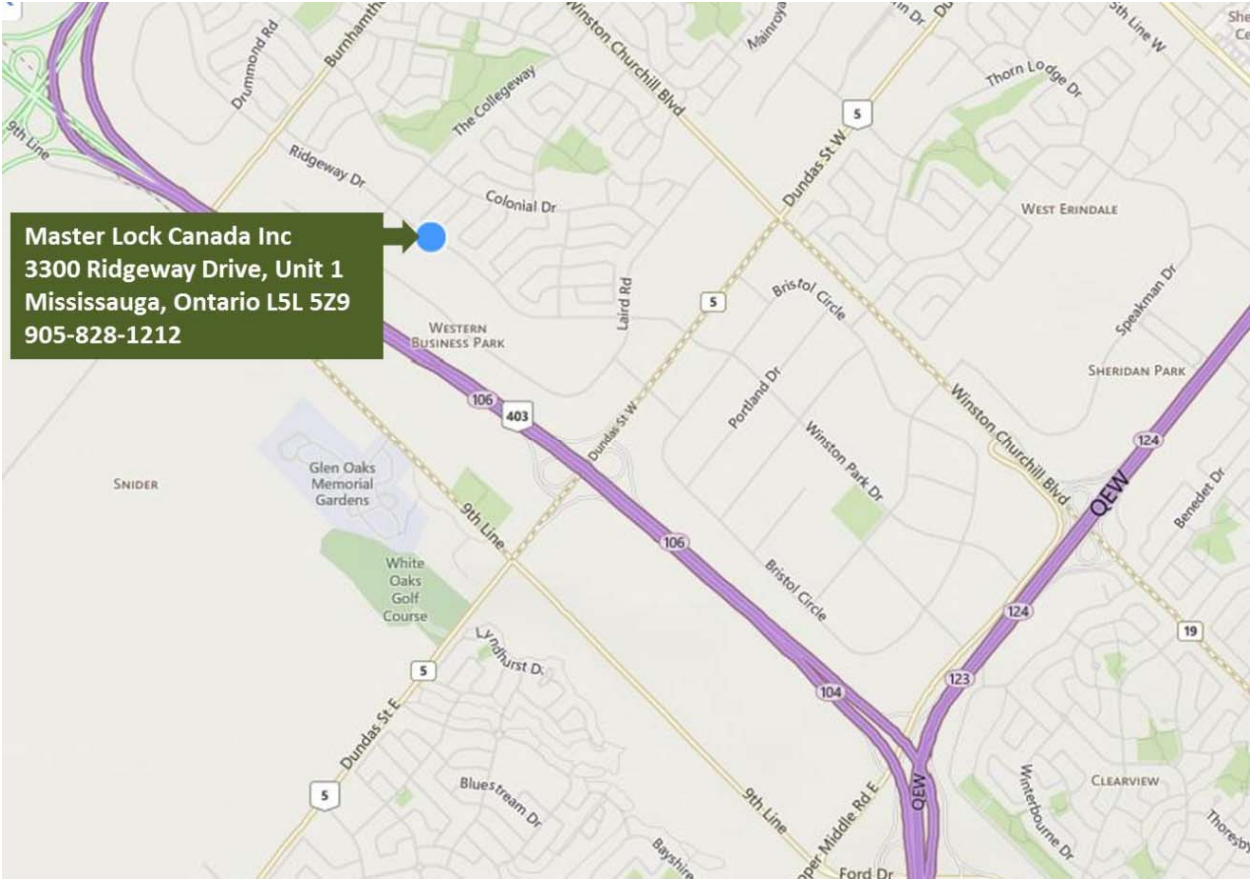 Drummond Rd
Burnhamth
Winston Churchill Blvd
Mainroya
5th Line W
The Collegeway
Thorn Lodge Dr
9th Line
Ridgeway Dr
Colonial Dr
5
Dundas St W
WEST ERINDALE
Master Lock Canada Inc
3300 Ridgeway Drive, Unit 1
Mississauga, Ontario L5L 5Z9
905-828-1212
Laird Rd
5
Bristol Circle
Speakman Dr
WESTERN
BUSINESS PARK
SHERIDAN PARK
106
403
Dundas St W
Portland Dr
Winston Park Dr
Winston Churchill Blvd
124
QEW
Benedet Dr
SNIDER
Glen Oaks
Memorial
Gardens
9th Line
106
White
Oaks
Golf
Course
Bristol Circle
124
19
Lyndhurst D
5
104
123
Dundas St E
5
Bluestream Dr
9th Line
QEW
CLEARVIEW
Winterbourne Dr
Thoresby
pper Middle Rd E
Bayshire
Ford Dr